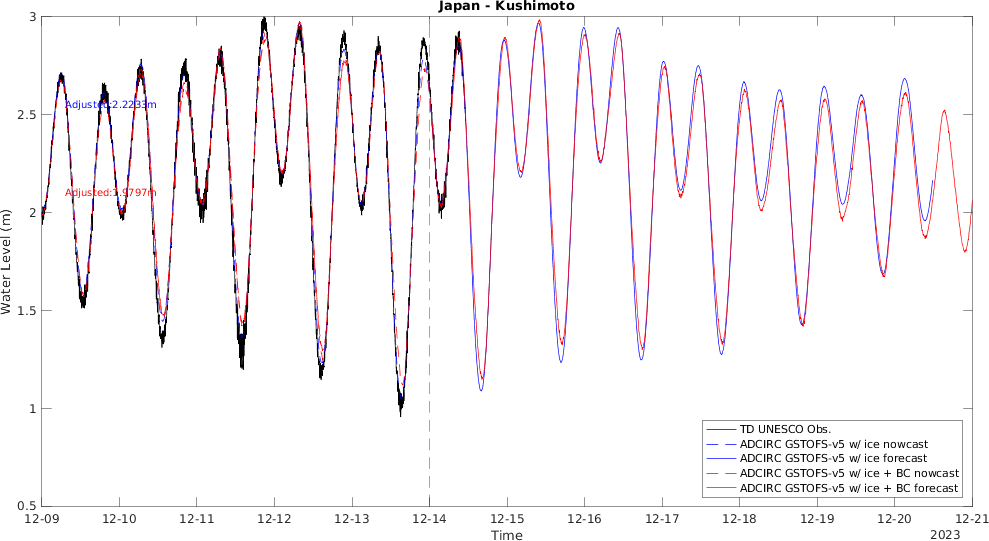 Japan - Kushimoto
3
2.5
2
1.5
1
0.5
Water Level (m)
Adjusted:2.2233m
Adjusted:1.9797m
TD UNESCO Obs.
ADCIRC GSTOFS-v5 w/ ice nowcast
ADCIRC GSTOFS-v5 w/ ice forecast
ADCIRC GSTOFS-v5 w/ ice + BC nowcast
ADCIRC GSTOFS-v5 w/ ice + BC forecast
12-09 12-10 12-11 12-12 12-13 12-14 12-15 12-16 12-17 12-18 12-19 12-20 12-21
Time
2023